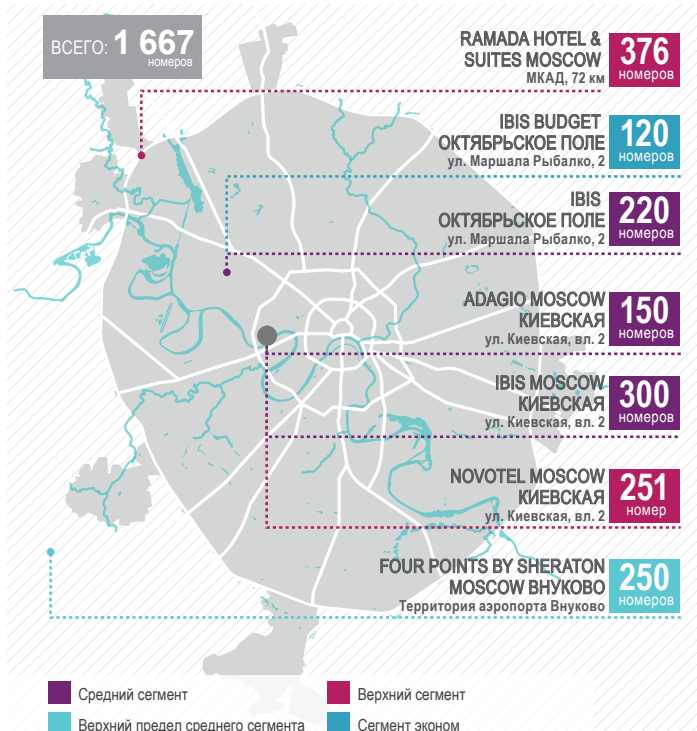 ВСЕГО: 1 667
номеров
RAMADA HOTEL &
SUITES MOSCOW
МКАД, 72 км
376
номеров
IBIS BUDGET
ОКТЯБРЬСКОЕ ПОЛЕ
ул. Маршала Рыбалко, 2
120
номеров
IBIS
ОКТЯБРЬСКОЕ ПОЛЕ
ул. Маршала Рыбалко, 2
220
номеров
ADAGIO MOSCOW
КИЕВСКАЯ
ул. Киевская, вл. 2
150
номеров
IBIS MOSCOW
КИЕВСКАЯ
ул. Киевская, вл. 2
300
номеров
NOVOTEL MOSCOW
КИЕВСКАЯ
ул. Киевская, вл. 2
251
номер
FOUR POINTS BY SHERATON
MOSCOW ВНУКОВО
Территория аэропорта Внуково
250
номеров
Средний сегмент
Верхний сегмент
Верхний предел среднего сегмента
Сегмент эконом